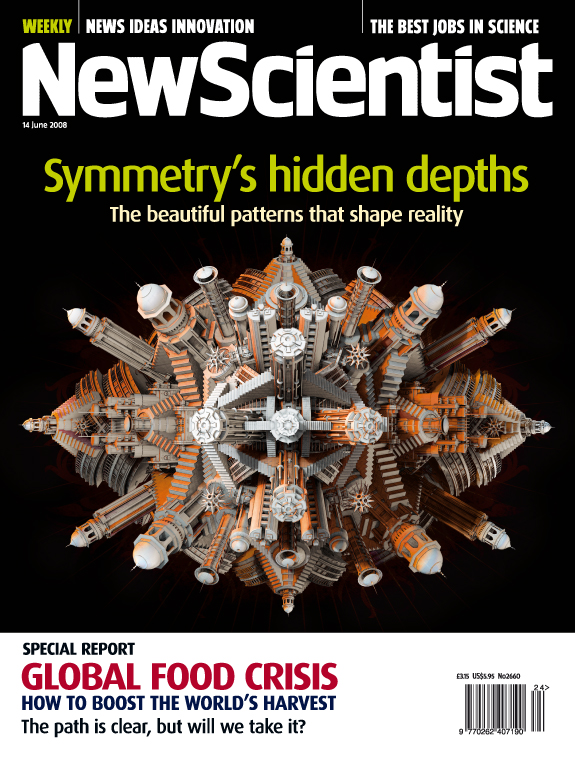 WEEKLY NEWS IDEAS INNOVATION THE BEST JOBS IN SCIENCE
NewScientist
14 June 2008
Symmetry's hidden depths
The beautiful patterns that shape reality
SPECIAL REPORT
GLOBAL FOOD CRISIS
HOW TO BOOST THE WORLD'S HARVEST
The path is clear, but will we take it?
£3.15 US$5.95 No2660
24>
9 770262 407190